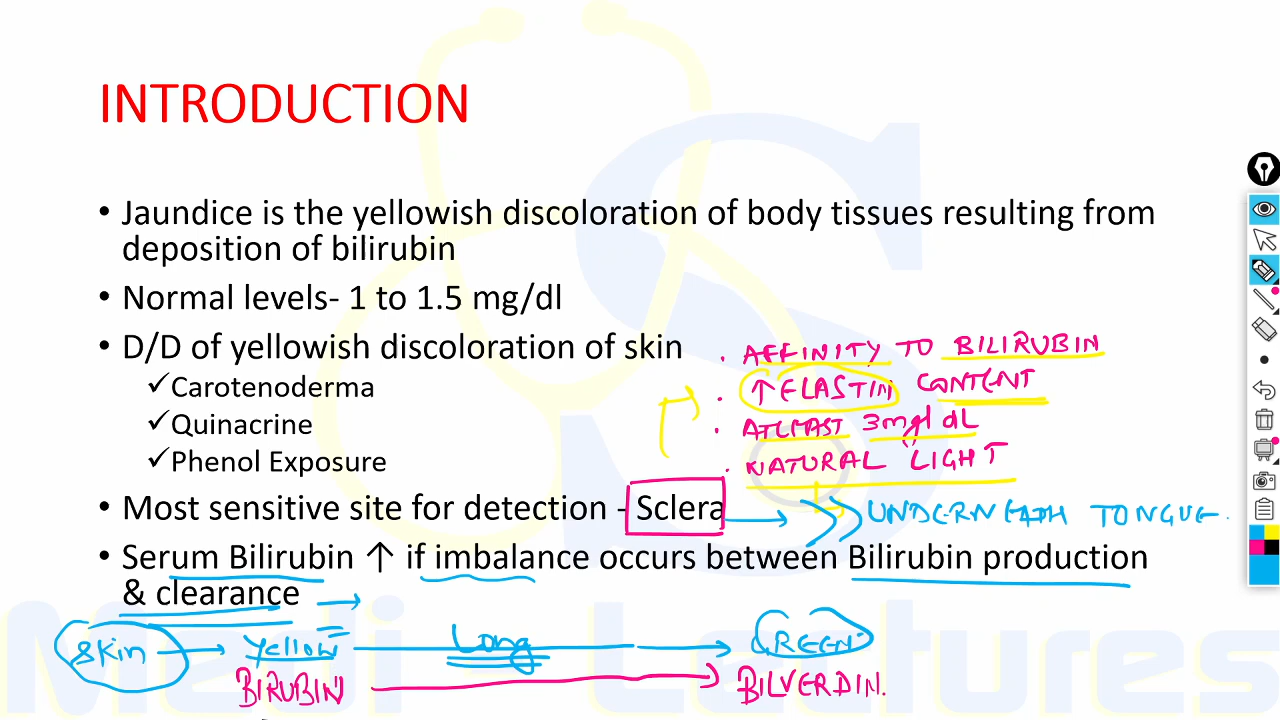 INTRODUCTION
• Jaundice is the yellowish discoloration of body tissues resulting from
deposition of bilirubin
• Normal levels- 1 to 1.5 mg/dl
• D/D of yellowish discoloration of skin
✓Carotenoderma
✓Quinacrine
✓Phenol Exposure
• AFFINITY TO BILIRUBIN
• ↑ ELASTIN CONTENT
• ATLEAST 3mg/dL
• NATURAL LIGHT
• Most sensitive site for detection - Sclera → >> UNDERNEATH TONGUE.
• Serum Bilirubin ↑ if imbalance occurs between Bilirubin production
& clearance →
Skin → Yellow Long → GREEN
BIRUBIN → BILVERDIN.
Medi Lectures